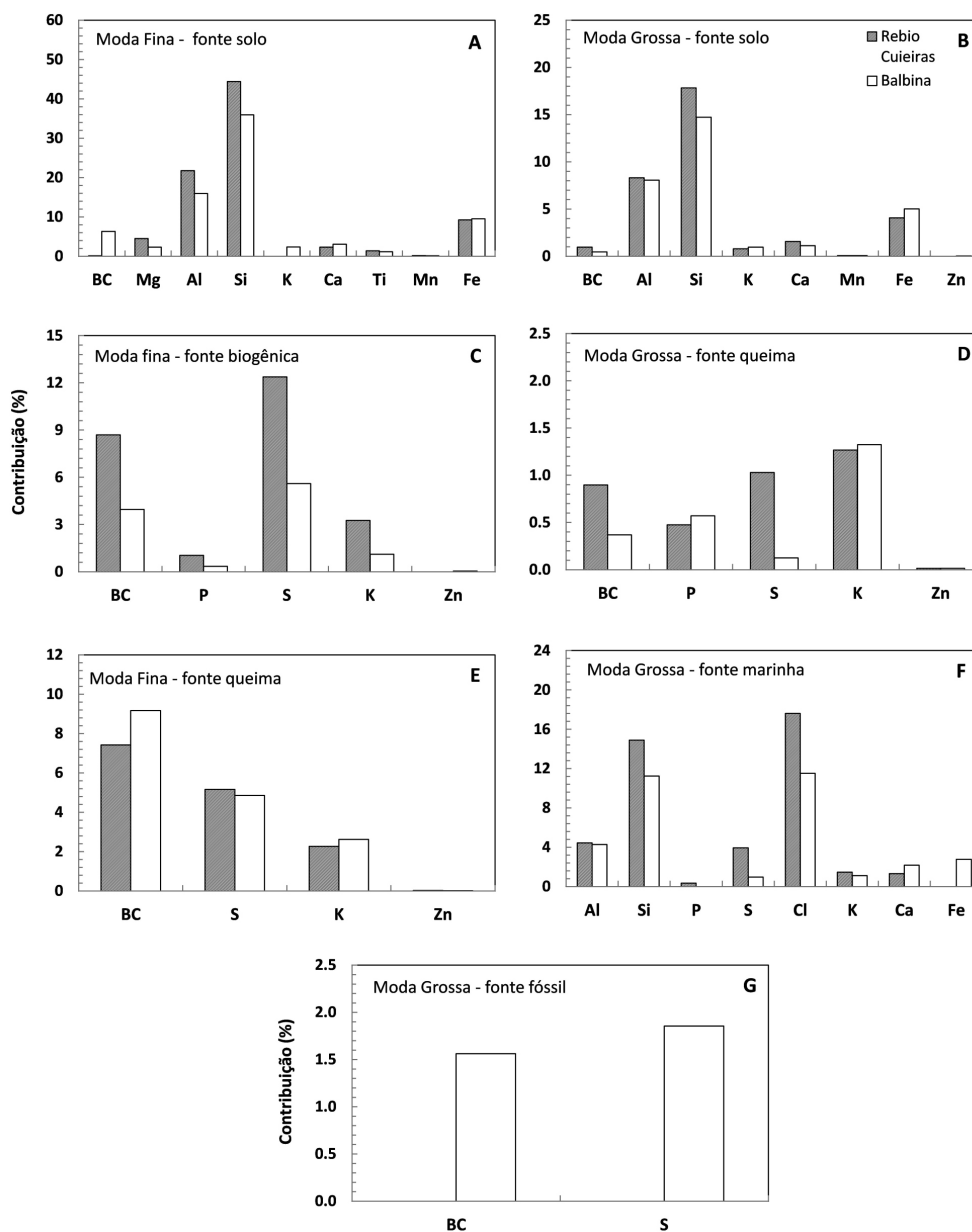 Moda Fina - fonte solo
A
60
50
40
30
20
10
0
BC Mg Al Si K Ca Ti Mn Fe
Moda Grossa - fonte solo
B
Rebio
Cuieiras
Balbina
25
20
15
10
5
0
BC Al Si K Ca Mn Fe Zn
Contribuição (%)
Moda fina - fonte biogênica
C
15
12
9
6
3
0
BC P S K Zn
Moda Grossa - fonte queima
D
2.5
2.0
1.5
1.0
0.5
0.0
BC P S K Zn
Moda Fina - fonte queima
E
12
10
8
6
4
2
0
BC S K Zn
Moda Grossa - fonte marinha
F
24
20
16
12
8
4
0
Al Si P S Cl K Ca Fe
Contribuição (%)
Moda Grossa - fonte fóssil
G
2.5
2.0
1.5
1.0
0.5
0.0
BC S